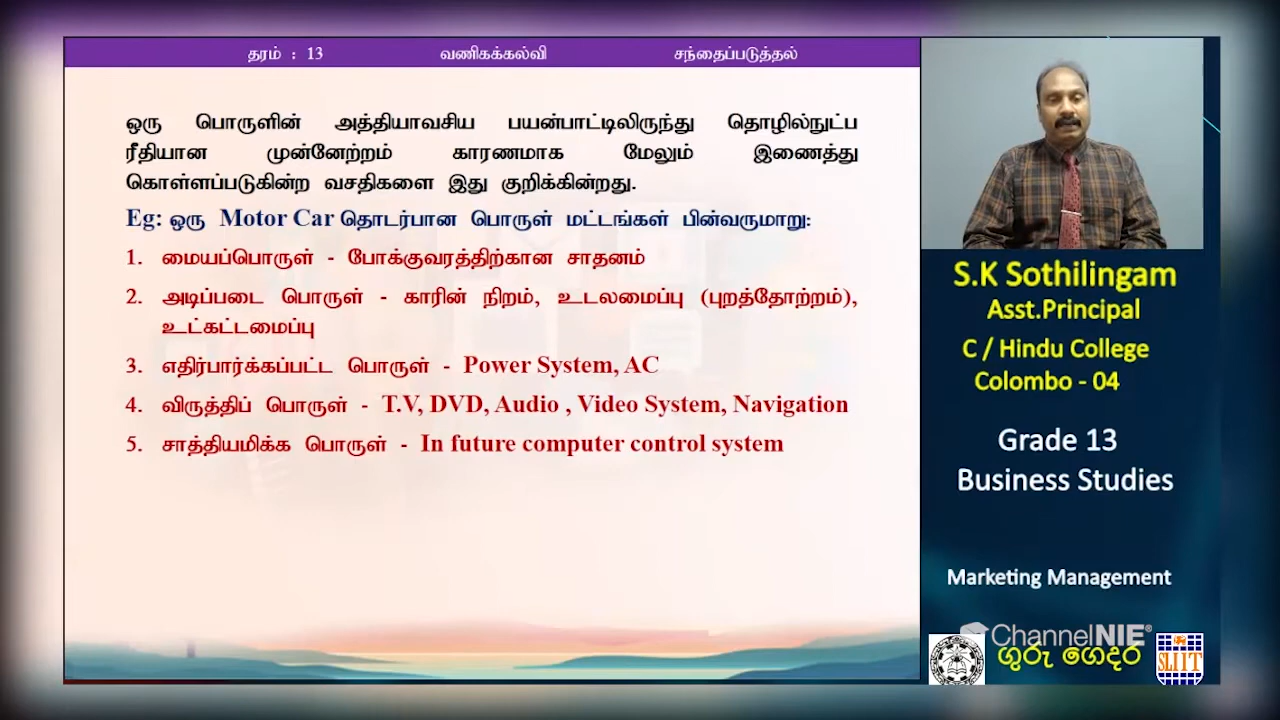 தரம் : 13 வணிகக்கல்வி சந்தைப்படுத்தல்
ஒரு பொருளின் அத்தியாவசிய பயன்பாட்டிலிருந்து தொழில்நுட்ப
ரீதியான முன்னேற்றம் காரணமாக மேலும் இணைத்து
கொள்ளப்படுகின்ற வசதிகளை இது குறிக்கின்றது.
Eg: ஒரு Motor Car தொடர்பான பொருள் மட்டங்கள் பின்வருமாறு:
1. மையப்பொருள் - போக்குவரத்திற்கான சாதனம்
2. அடிப்படை பொருள் - காரின் நிறம், உடலமைப்பு (புறத்தோற்றம்),
உட்கட்டமைப்பு
3. எதிர்பார்க்கப்பட்ட பொருள் - Power System, AC
4. விருத்திப் பொருள் - T.V, DVD, Audio , Video System, Navigation
5. சாத்தியமிக்க பொருள் - In future computer control system
S.K Sothilingam
Asst.Principal
C / Hindu College
Colombo - 04
Grade 13
Business Studies
Marketing Management
ChannelNIE®
ගුරු ගෙදර
SLIIT